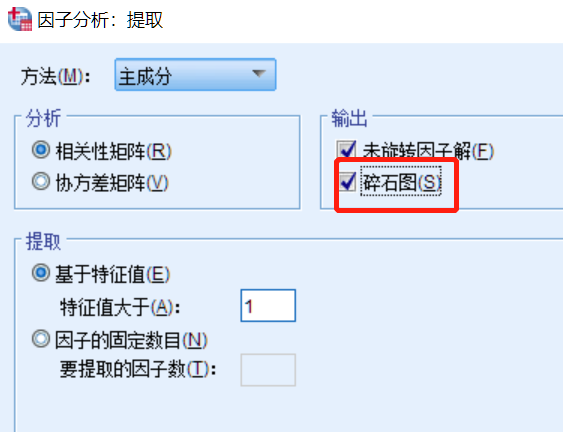 因子分析：提取
方法(M)： 主成分
分析
相关性矩阵(R)
协方差矩阵(V)
输出
未旋转因子解(F)
碎石图(S)
提取
基于特征值(E)
特征值大于(A)： 1
因子的固定数目(N)
要提取的因子数(T)：